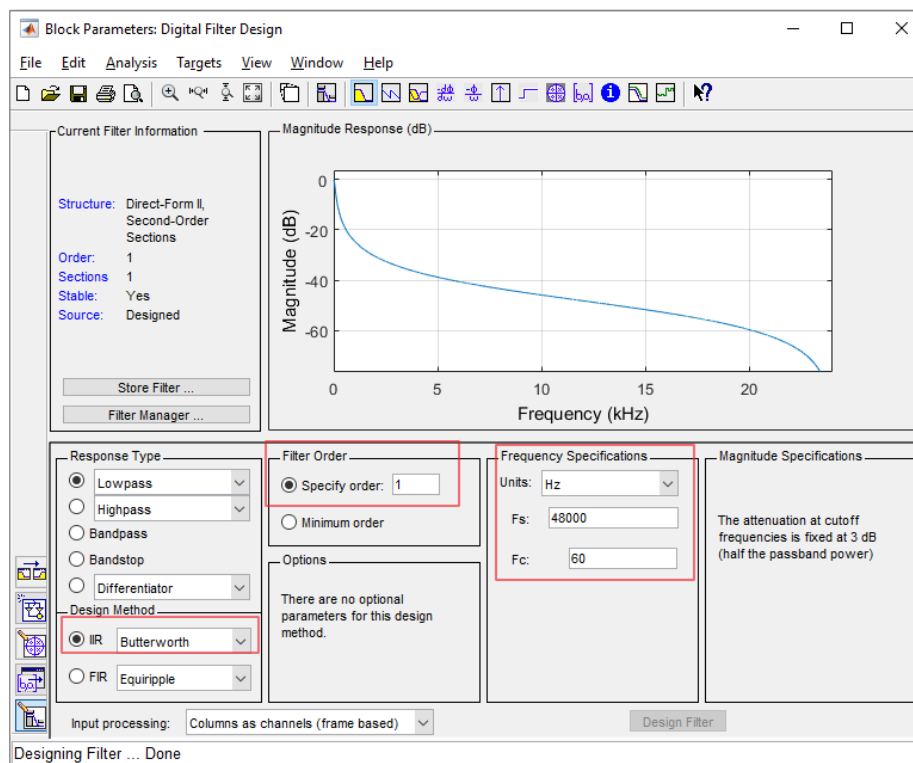 Block Parameters: Digital Filter Design
File Edit Analysis Targets View Window Help
Current Filter Information
Structure: Direct-Form II,
Second-Order
Sections
Order: 1
Sections 1
Stable: Yes
Source: Designed
Store Filter ...
Filter Manager ...
Magnitude Response (dB)
Magnitude (dB)
0
-20
-40
-60
0 5 10 15 20
Frequency (kHz)
Response Type
Lowpass
Highpass
Bandpass
Bandstop
Differentiator
Design Method
IIR Butterworth
FIR Equiripple
Filter Order
Specify order: 1
Minimum order
Options
There are no optional
parameters for this design
method.
Frequency Specifications
Units: Hz
Fs: 48000
Fc: 60
Magnitude Specifications
The attenuation at cutoff
frequencies is fixed at 3 dB
(half the passband power)
Input processing: Columns as channels (frame based)
Design Filter
Designing Filter ... Done